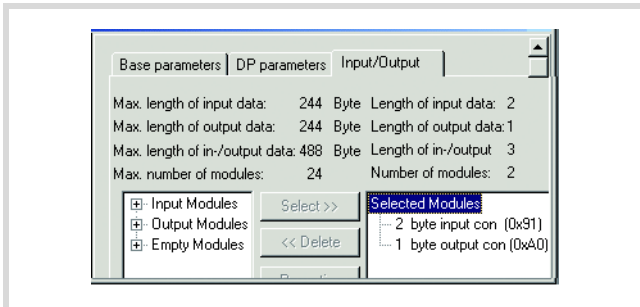 Base parameters DP parameters Input/Output
Max. length of input data: 244 Byte Length of input data: 2
Max. length of output data: 244 Byte Length of output data: 1
Max. length of in-/output data: 488 Byte Length of in-/output 3
Max. number of modules: 24 Number of modules: 2
Input Modules Select >> Selected Modules
Output Modules 2 byte input con (0x91)
Empty Modules << Delete 1 byte output con (0xA0)